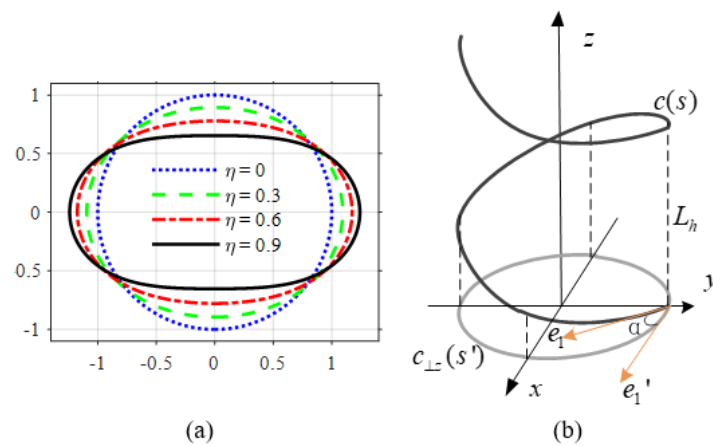 1
0.5
0
0.5
-1
-1
-0.5
0
0.5
1
η = 0
η = 0.3
η = 0.6
η = 0.9
(a)
z
c(s)
L_h
y
α
e_1
e_1'
c_{⊥z}(s')
x
(b)